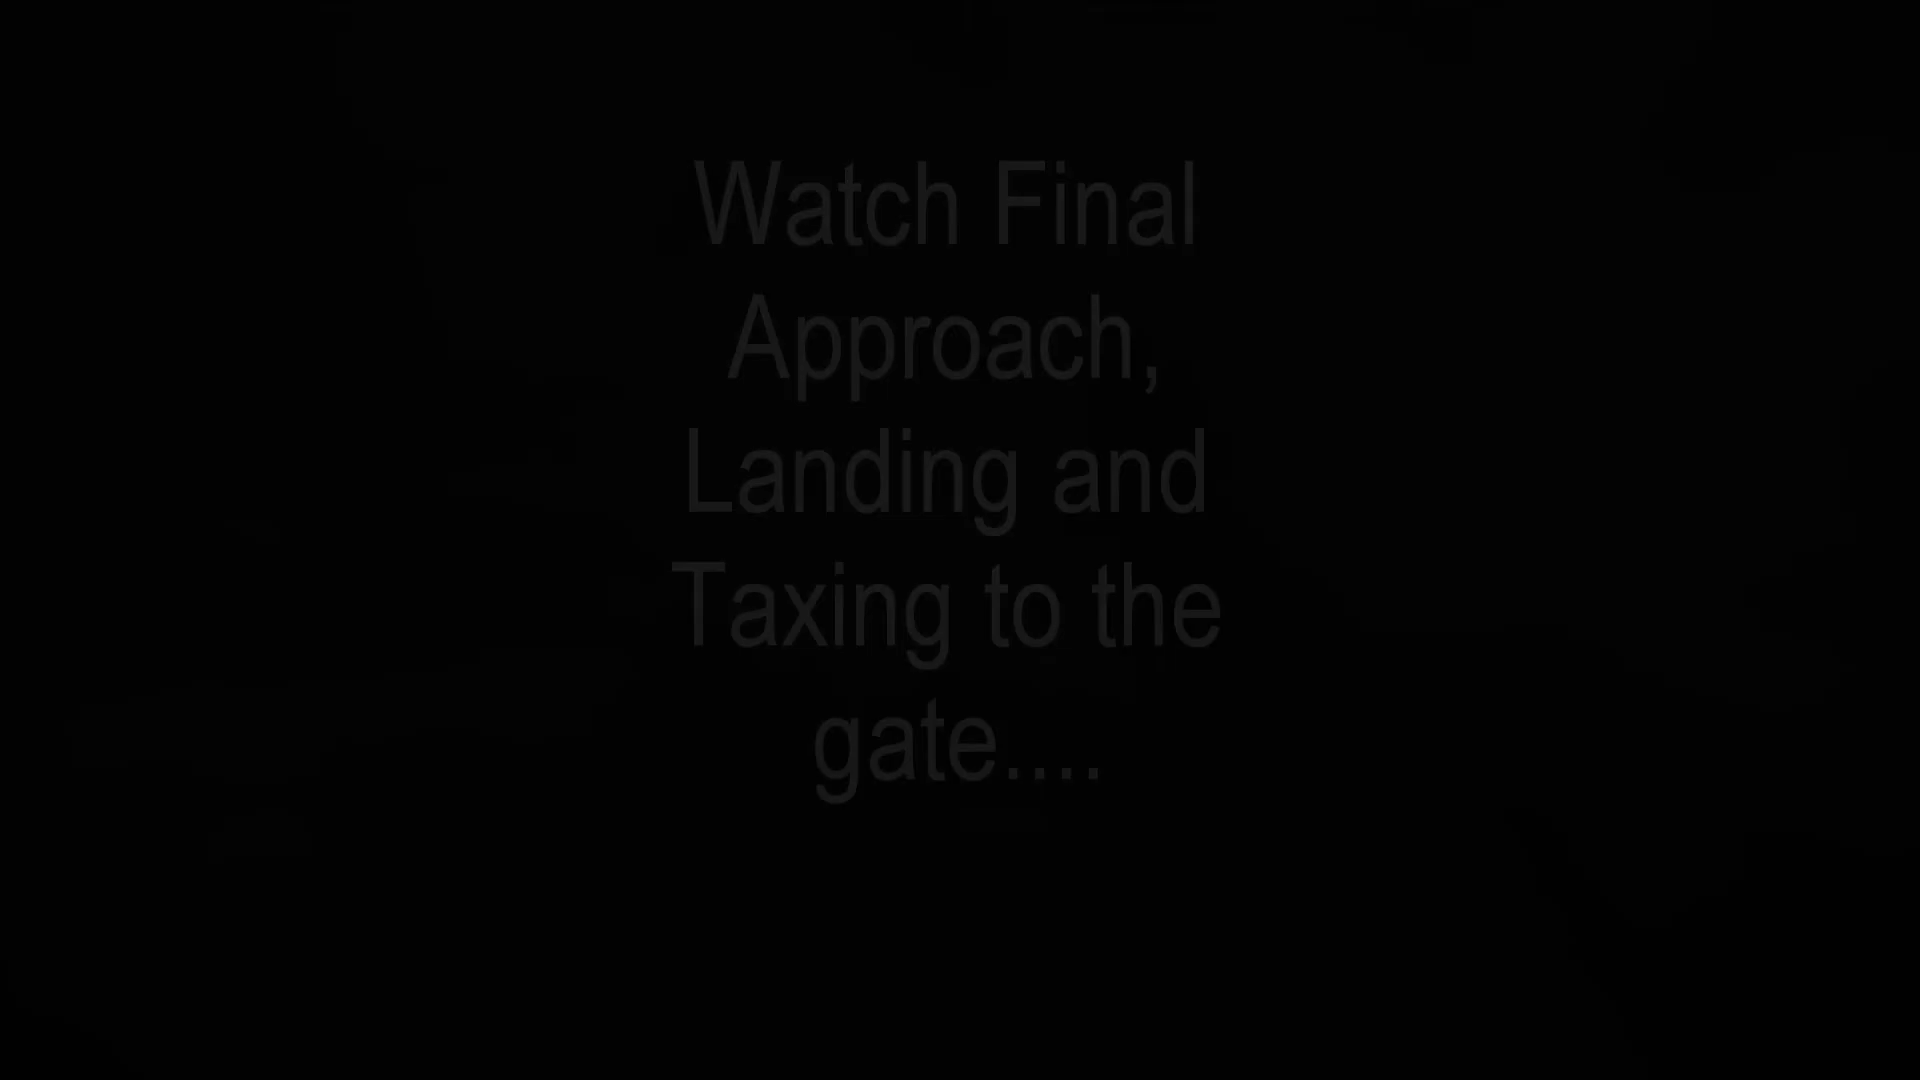 Watch Final
Approach,
Landing and
Taxing to the
gate....